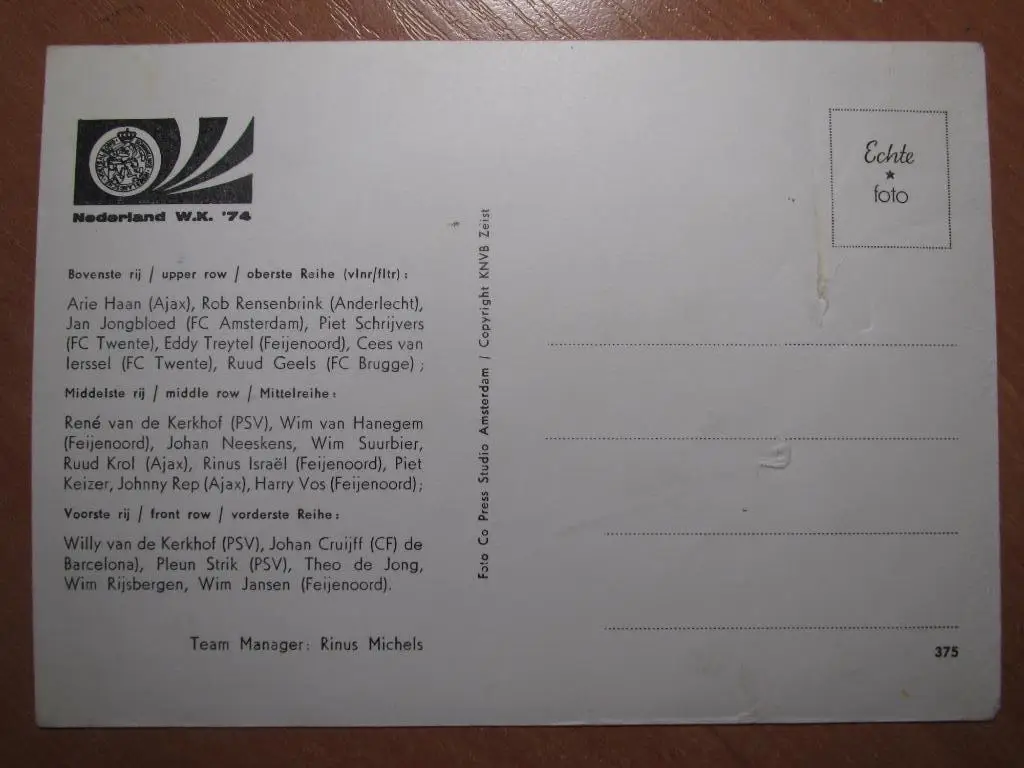 Nederland W.K. '74
Bovenste rij / upper row / oberste Reihe (vlnr/fltr) :
Arie Haan (Ajax), Rob Rensenbrink (Anderlecht),
Jan Jongbloed (FC Amsterdam), Piet Schrijvers
(FC Twente), Eddy Treytel (Feijenoord), Cees van
Ierssel (FC Twente), Ruud Geels (FC Brugge) ;
Middelste rij / middle row / Mittelreihe :
René van de Kerkhof (PSV), Wim van Hanegem
(Feijenoord), Johan Neeskens, Wim Suurbier,
Ruud Krol (Ajax), Rinus Israël (Feijenoord), Piet
Keizer, Johnny Rep (Ajax), Harry Vos (Feijenoord);
Voorste rij / front row / vorderste Reihe :
Willy van de Kerkhof (PSV), Johan Cruijff (CF) de
Barcelona), Pleun Strik (PSV), Theo de Jong,
Wim Rijsbergen, Wim Jansen (Feijenoord).
Team Manager: Rinus Michels
Foto Co Press Studio Amsterdam / Copyright KNVB Zeist
Echte
foto
375